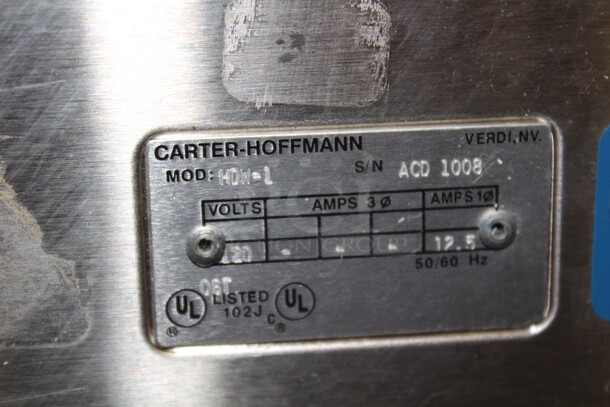 CARTER-HOFFMANN VERDI, NV.
MOD: HDW-1 S/N ACD 1008
VOLTS AMPS 3 Ø AMPS 1Ø
120 - - - 12.5
50/60 Hz
UL LISTED 102J C UL